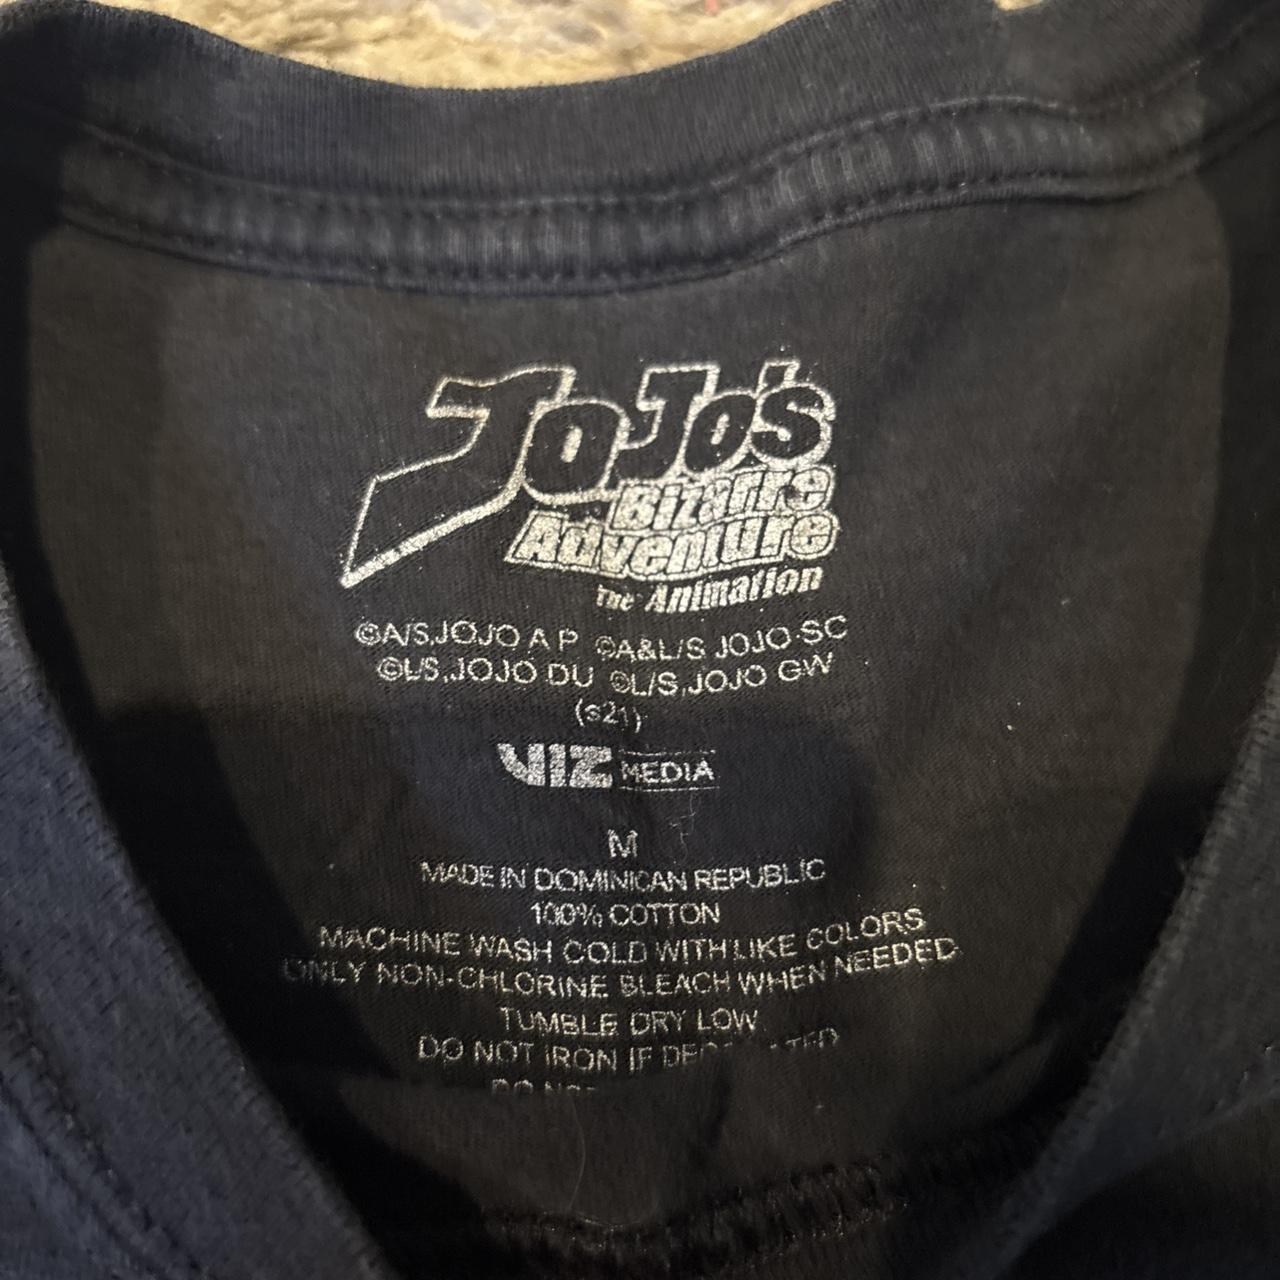 JoJo's
Bizarre
Adventure
The Animation
©A/S,JOJO A P ©A&L/S JOJO SC
©L/S,JOJO DU ©L/S,JOJO GW
(s21)
VIZ MEDIA
M
MADE IN DOMINICAN REPUBLIC
100% COTTON
MACHINE WASH COLD WITH LIKE COLORS
ONLY NON-CHLORINE BLEACH WHEN NEEDED
TUMBLE DRY LOW
DO NOT IRON IF
DO NOT